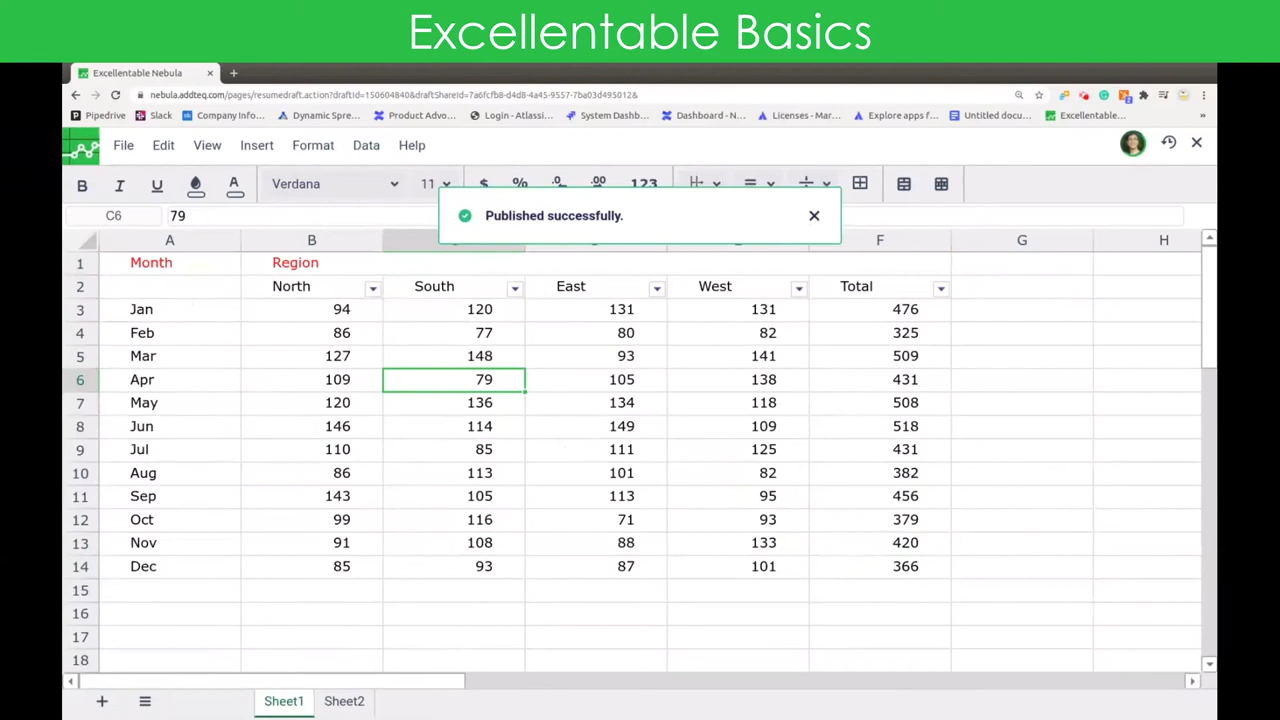 Excellentable Basics
Excellentable Nebula
nebula.addteq.com/pages/resumedraft.action?draftId=150604840&draftShareId=7a6fcfb8-d4d8-4a45-9557-7ba03d495012&
Pipedrive Slack Company Info... Dynamic Spre... Product Advo... Login - Atlassi... System Dashb... Dashboard - N... Licenses - Mar... Explore apps f... Untitled docu... Excellentable... »
File Edit View Insert Format Data Help
B I U A Verdana 11 $ % .0 .00 123
C6 79
Published successfully.
A B F G H
1 Month Region
2 North South East West Total
3 Jan 94 120 131 131 476
4 Feb 86 77 80 82 325
5 Mar 127 148 93 141 509
6 Apr 109 79 105 138 431
7 May 120 136 134 118 508
8 Jun 146 114 149 109 518
9 Jul 110 85 111 125 431
10 Aug 86 113 101 82 382
11 Sep 143 105 113 95 456
12 Oct 99 116 71 93 379
13 Nov 91 108 88 133 420
14 Dec 85 93 87 101 366
15
16
17
18
Sheet1 Sheet2